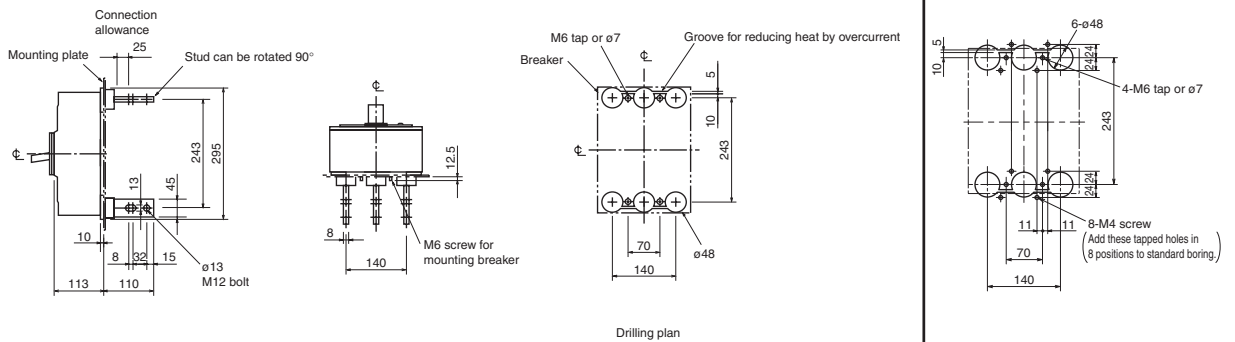 Connection
allowance
Mounting plate
25
Stud can be rotated 90°
℄
13
45
243
295
10
8
32
15
113
110
ø13
M12 bolt
℄
12.5
8
140
M6 screw for
mounting breaker
M6 tap or ø7
Groove for reducing heat by overcurrent
Breaker
℄
5
10
℄
243
70
140
ø48
Drilling plan
6-ø48
5
10
24
24
4-M6 tap or ø7
243
24
24
8-M4 screw
(Add these tapped holes in
8 positions to standard boring.)
11
11
70
140